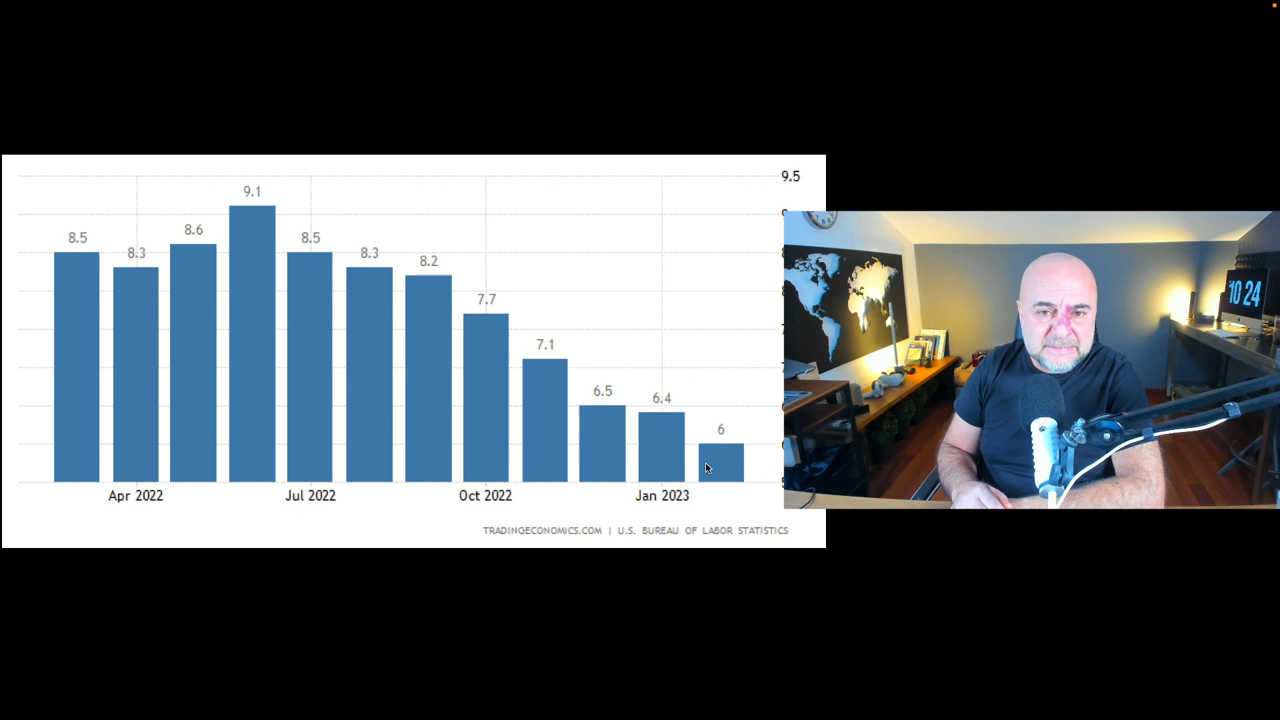 9.5
9.1
8.6
8.5
8.3
8.5
8.3
8.2
7.7
7.1
6.5
6.4
6
Apr 2022
Jul 2022
Oct 2022
Jan 2023
TRADINGECONOMICS.COM | U.S. BUREAU OF LABOR STATISTICS
10 24